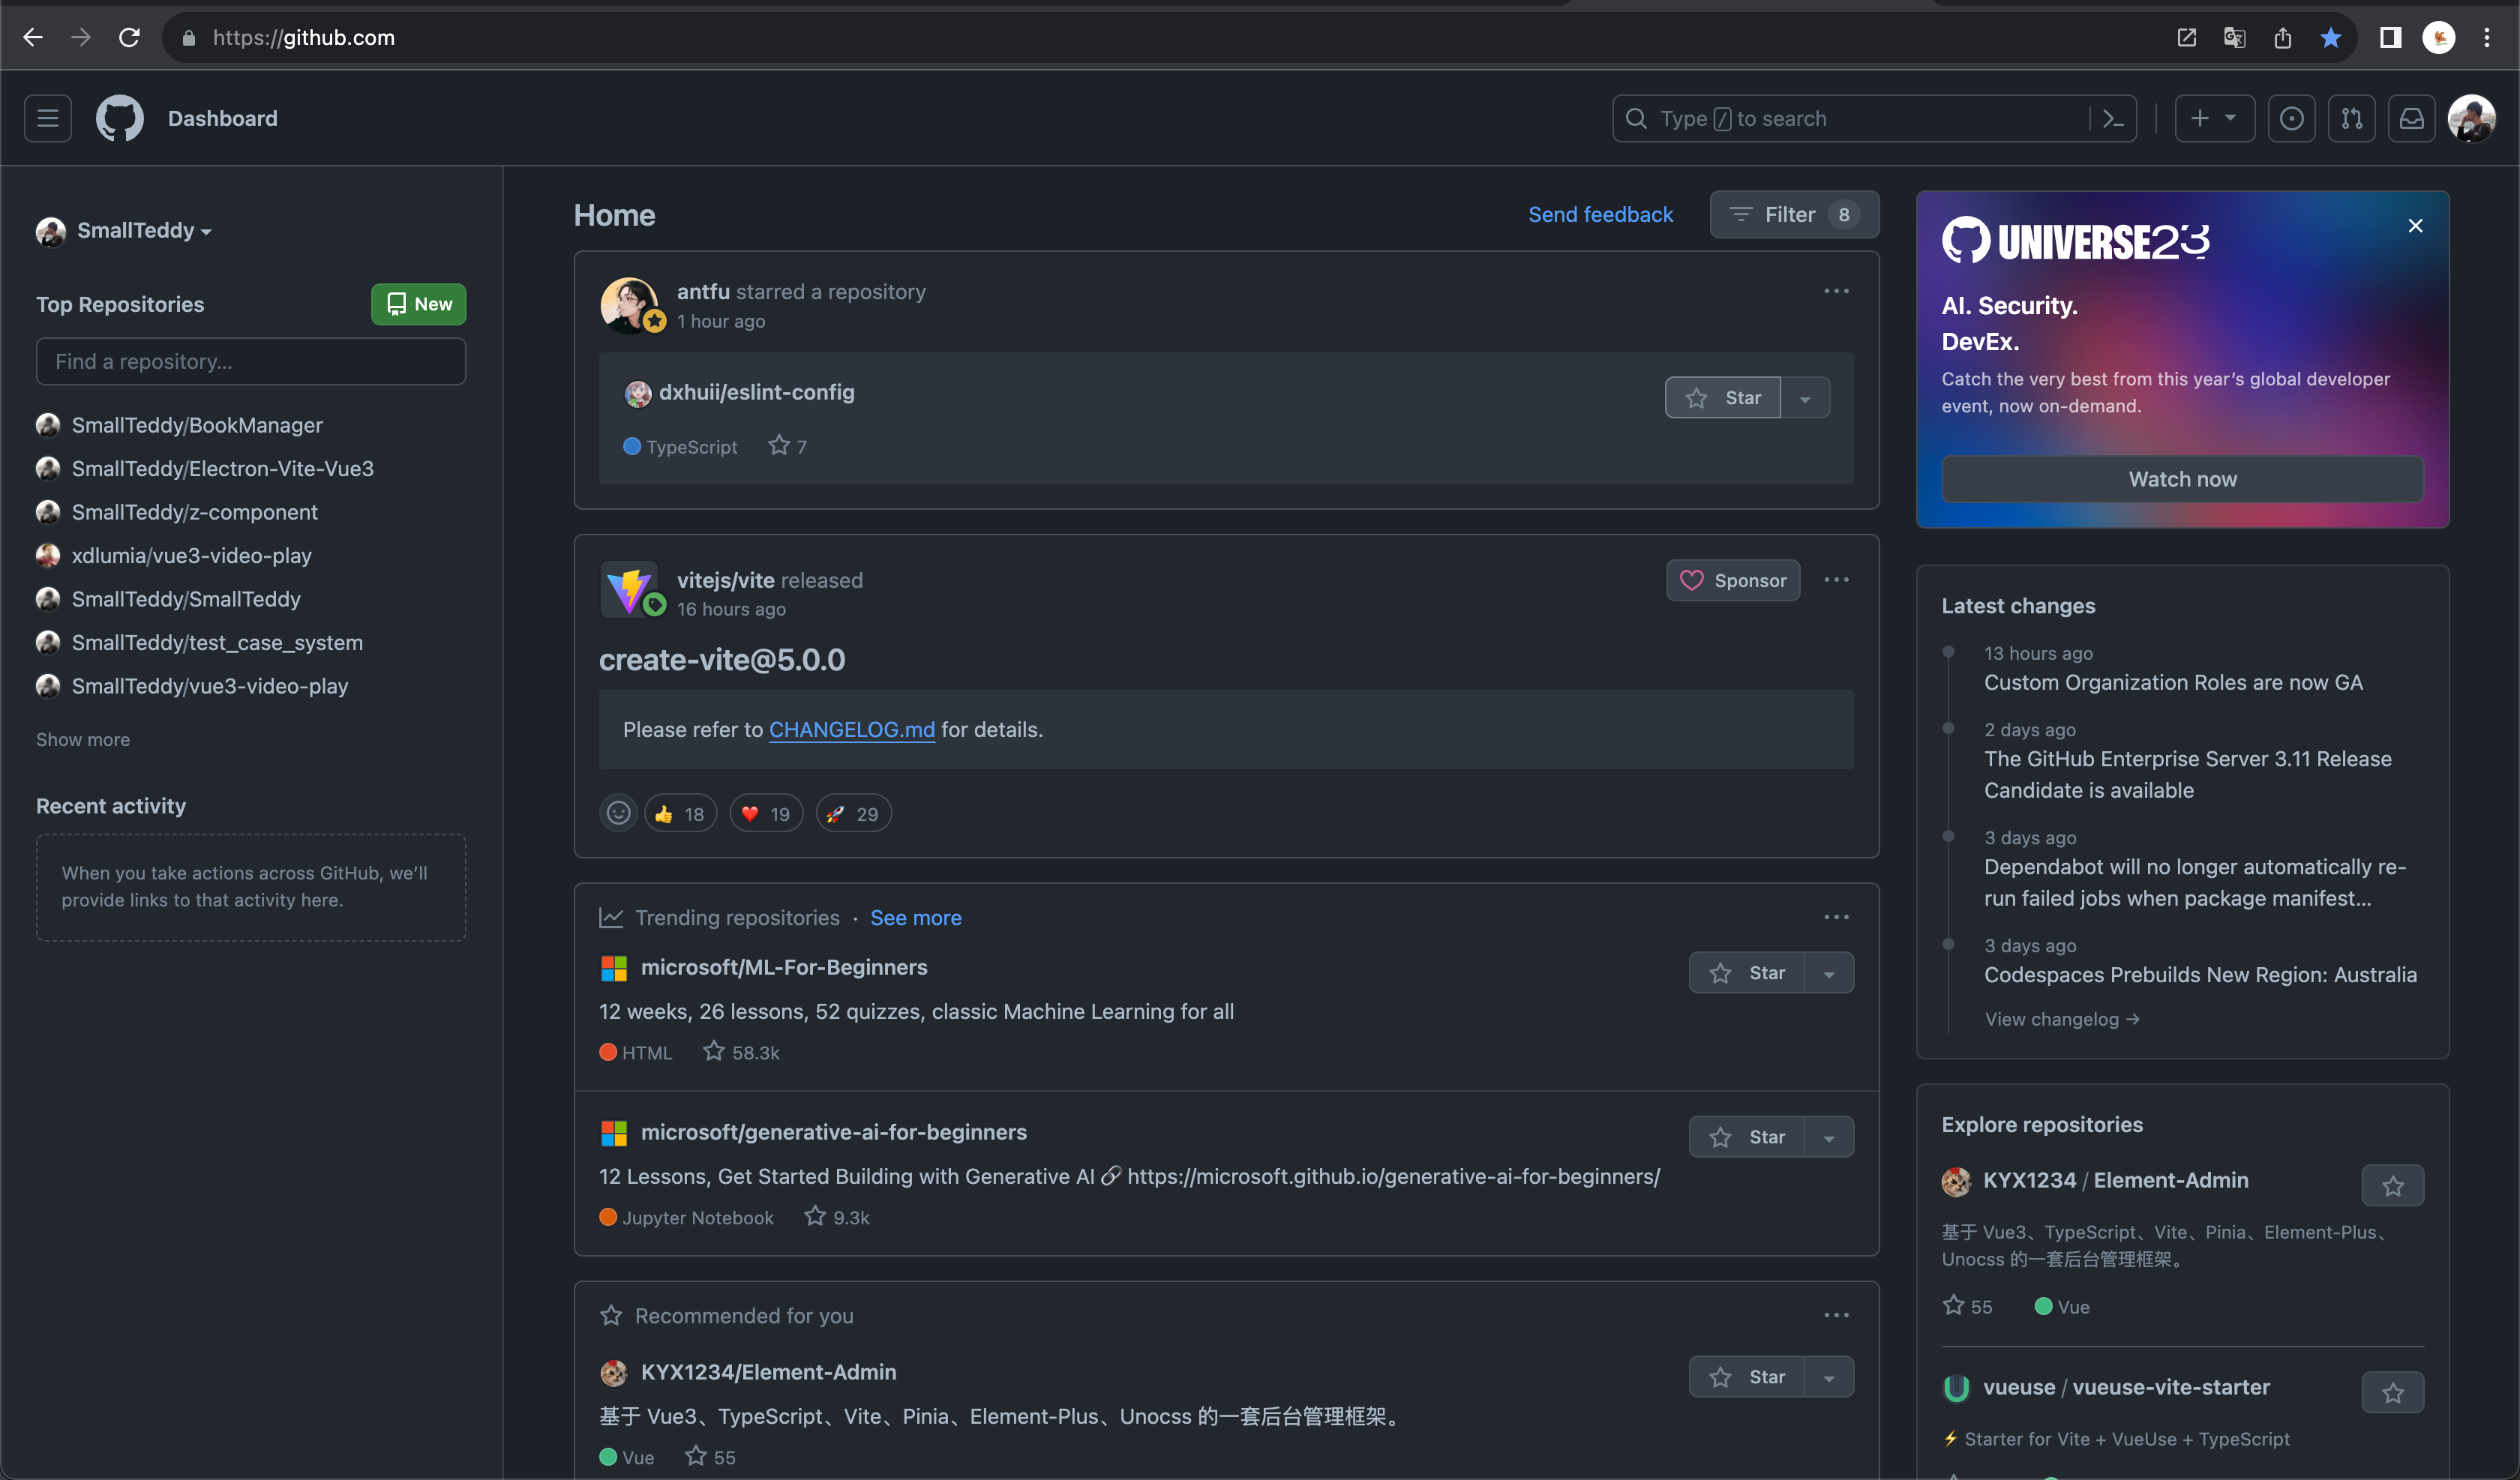 https://github.com
Dashboard
Type / to search
SmallTeddy
Top Repositories
New
Find a repository...
SmallTeddy/BookManager
SmallTeddy/Electron-Vite-Vue3
SmallTeddy/z-component
xdlumia/vue3-video-play
SmallTeddy/SmallTeddy
SmallTeddy/test_case_system
SmallTeddy/vue3-video-play
Show more
Recent activity
When you take actions across GitHub, we’ll
provide links to that activity here.
Home
Send feedback
Filter 8
antfu starred a repository
1 hour ago
dxhuii/eslint-config
Star
TypeScript 7
vitejs/vite released
16 hours ago
Sponsor
create-vite@5.0.0
Please refer to CHANGELOG.md for details.
👍 18 ❤️ 19 🚀 29
Trending repositories · See more
microsoft/ML-For-Beginners
Star
12 weeks, 26 lessons, 52 quizzes, classic Machine Learning for all
HTML 58.3k
microsoft/generative-ai-for-beginners
Star
12 Lessons, Get Started Building with Generative AI 🔗 https://microsoft.github.io/generative-ai-for-beginners/
Jupyter Notebook 9.3k
Recommended for you
KYX1234/Element-Admin
Star
基于 Vue3、TypeScript、Vite、Pinia、Element-Plus、Unocss 的一套后台管理框架。
Vue 55
UNIVERSE23
AI. Security.
DevEx.
Catch the very best from this year’s global developer
event, now on-demand.
Watch now
Latest changes
13 hours ago
Custom Organization Roles are now GA
2 days ago
The GitHub Enterprise Server 3.11 Release
Candidate is available
3 days ago
Dependabot will no longer automatically re-
run failed jobs when package manifest...
3 days ago
Codespaces Prebuilds New Region: Australia
View changelog →
Explore repositories
KYX1234 / Element-Admin
基于 Vue3、TypeScript、Vite、Pinia、Element-Plus、
Unocss 的一套后台管理框架。
55 Vue
vueuse / vueuse-vite-starter
⚡ Starter for Vite + VueUse + TypeScript